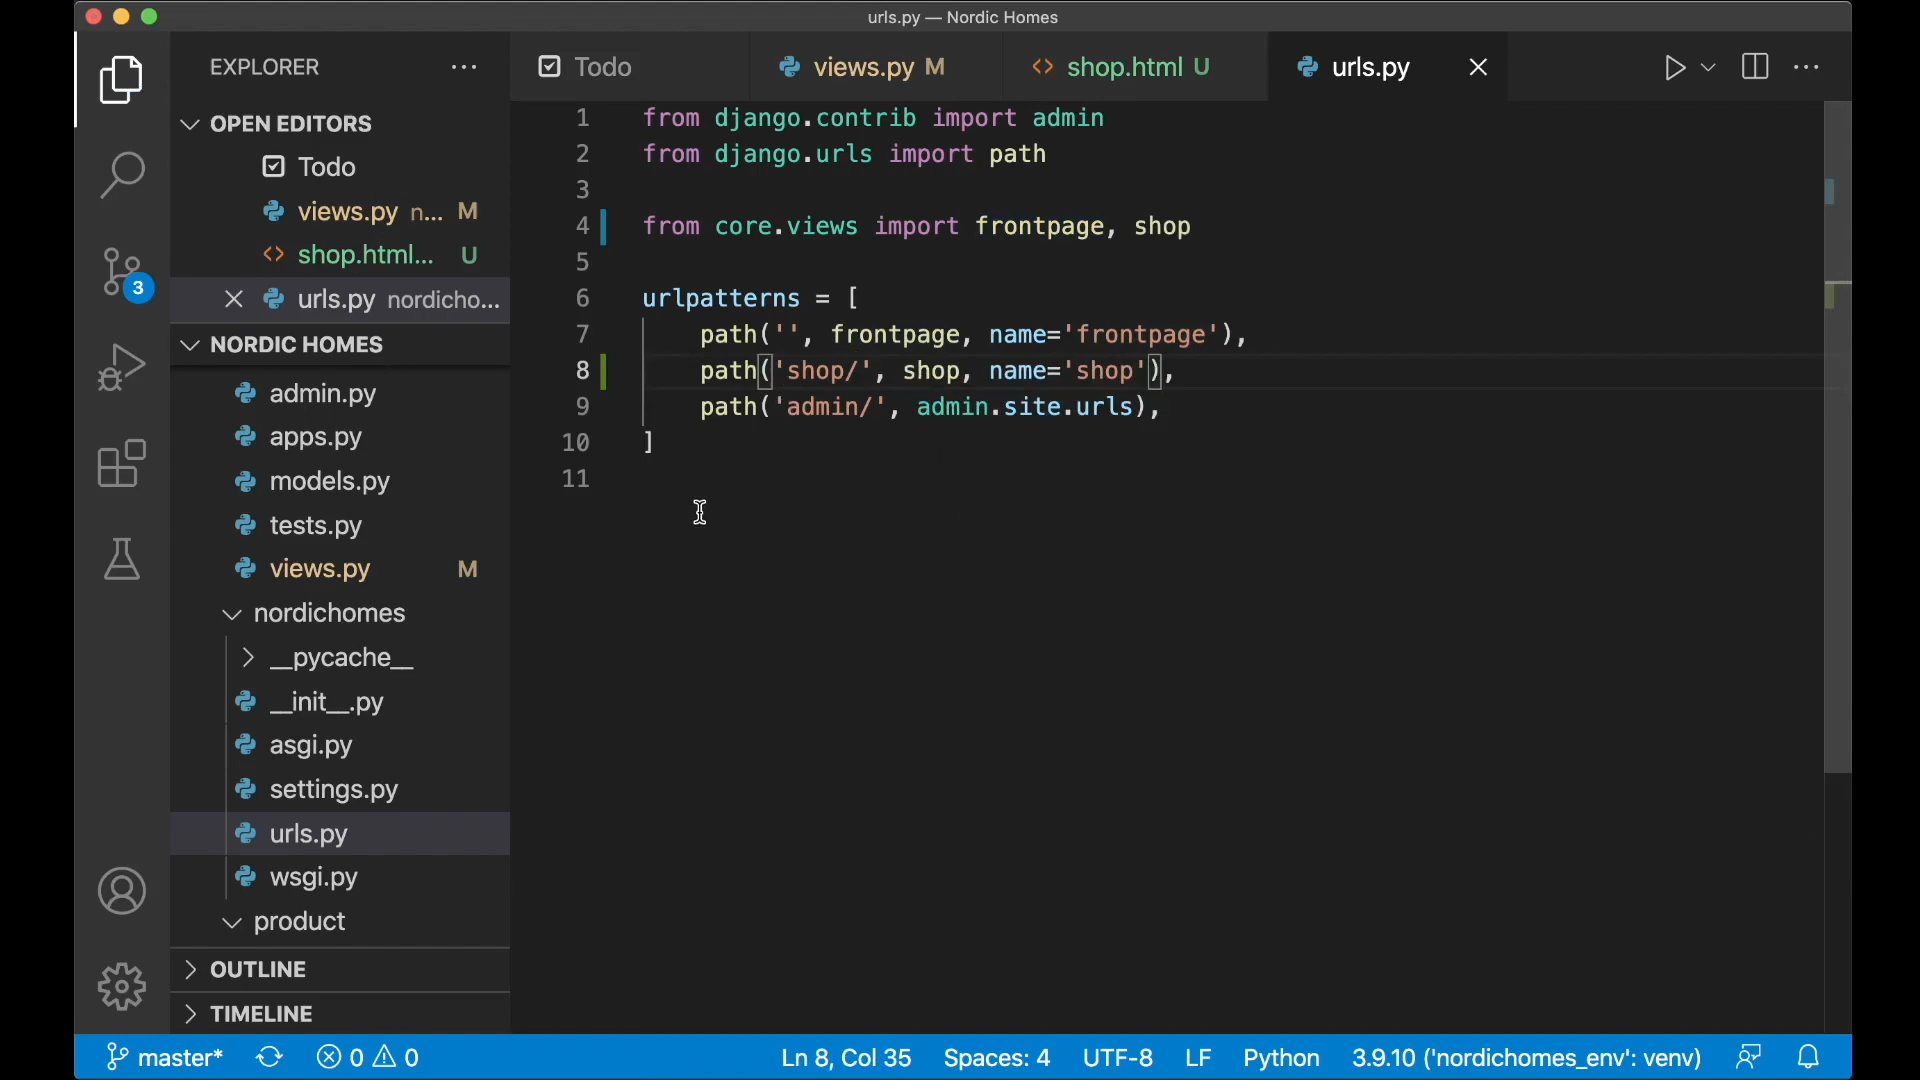 urls.py — Nordic Homes
EXPLORER
OPEN EDITORS
Todo
views.py n... M
shop.html... U
urls.py nordicho...
NORDIC HOMES
admin.py
apps.py
models.py
tests.py
views.py M
nordichomes
__pycache__
__init__.py
asgi.py
settings.py
urls.py
wsgi.py
product
OUTLINE
TIMELINE
3
Todo
views.py M
shop.html U
urls.py
1 from django.contrib import admin
2 from django.urls import path
3
4 from core.views import frontpage, shop
5
6 urlpatterns = [
7 path('', frontpage, name='frontpage'),
8 path('shop/', shop, name='shop'),
9 path('admin/', admin.site.urls),
10 ]
11
master* 0 0 Ln 8, Col 35 Spaces: 4 UTF-8 LF Python 3.9.10 ('nordichomes_env': venv)